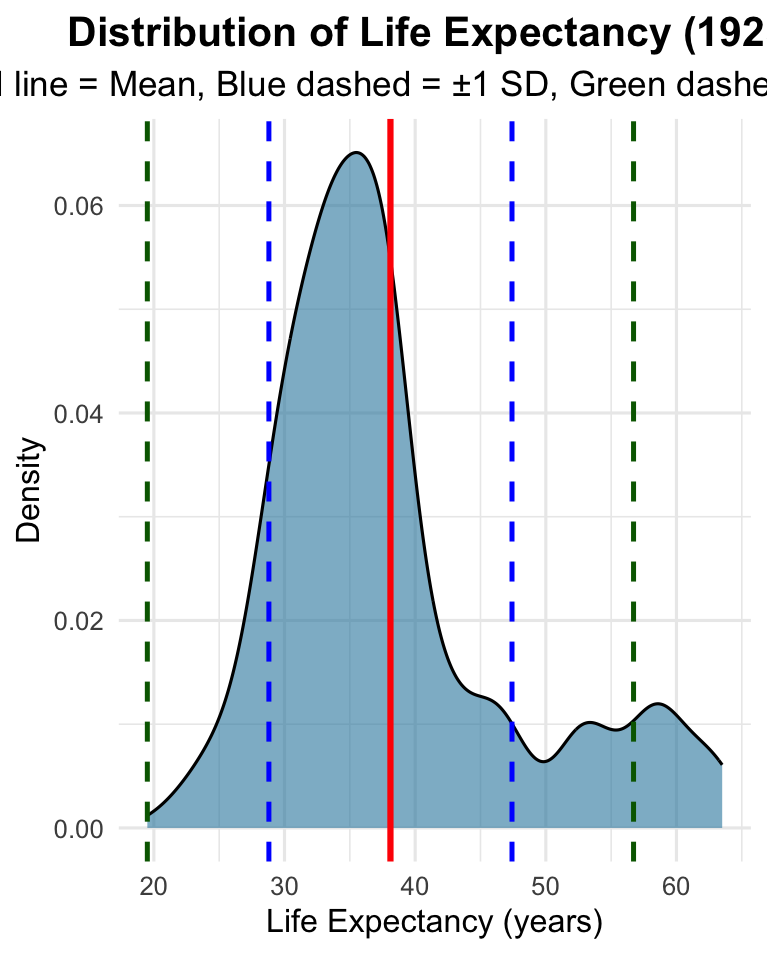 Distribution of Life Expectancy (192
line = Mean, Blue dashed = ±1 SD, Green dashe
0.06
0.04
0.02
0.00
Density
20 30 40 50 60
Life Expectancy (years)